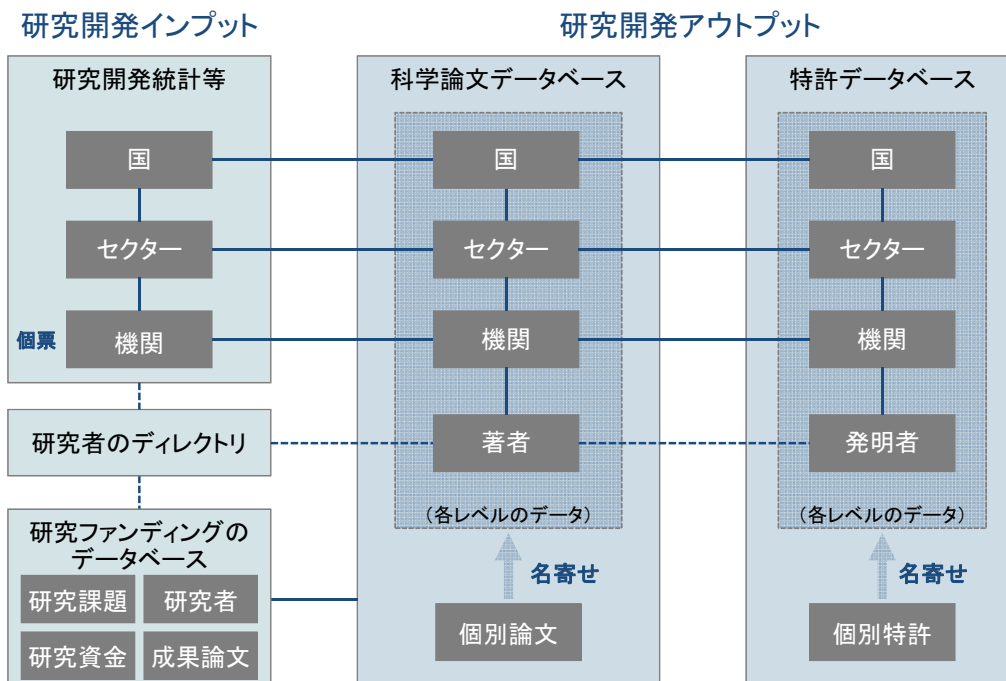 研究開発インプット
研究開発アウトプット
研究開発統計等
国
セクター
個票
機関
研究者のディレクトリ
研究ファンディングの
データベース
研究課題
研究者
研究資金
成果論文
科学論文データベース
国
セクター
機関
著者
(各レベルのデータ)
名寄せ
個別論文
特許データベース
国
セクター
機関
発明者
(各レベルのデータ)
名寄せ
個別特許